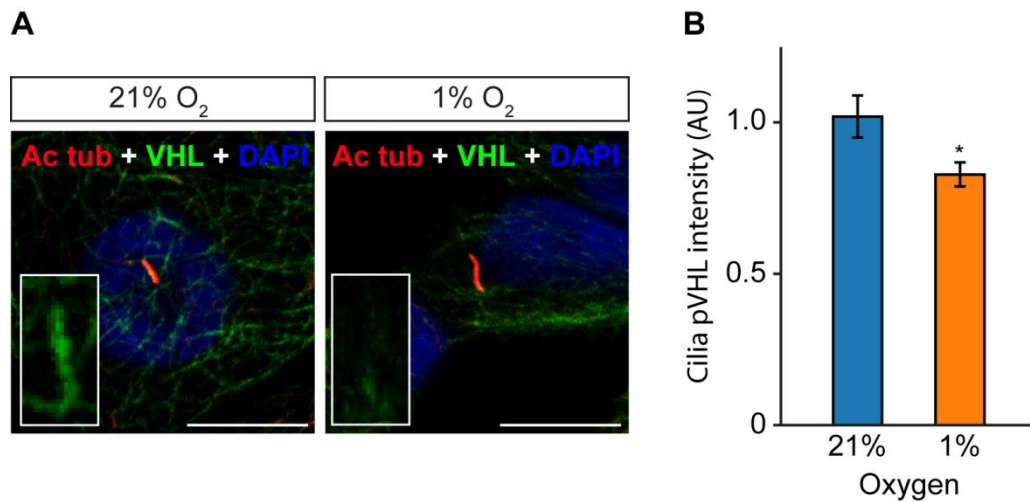 A
21% O₂
1% O₂
Ac tub + VHL + DAPI
Ac tub + VHL + DAPI
B
Cilia pVHL intensity (AU)
1.0
0.5
0
*
21%
1%
Oxygen